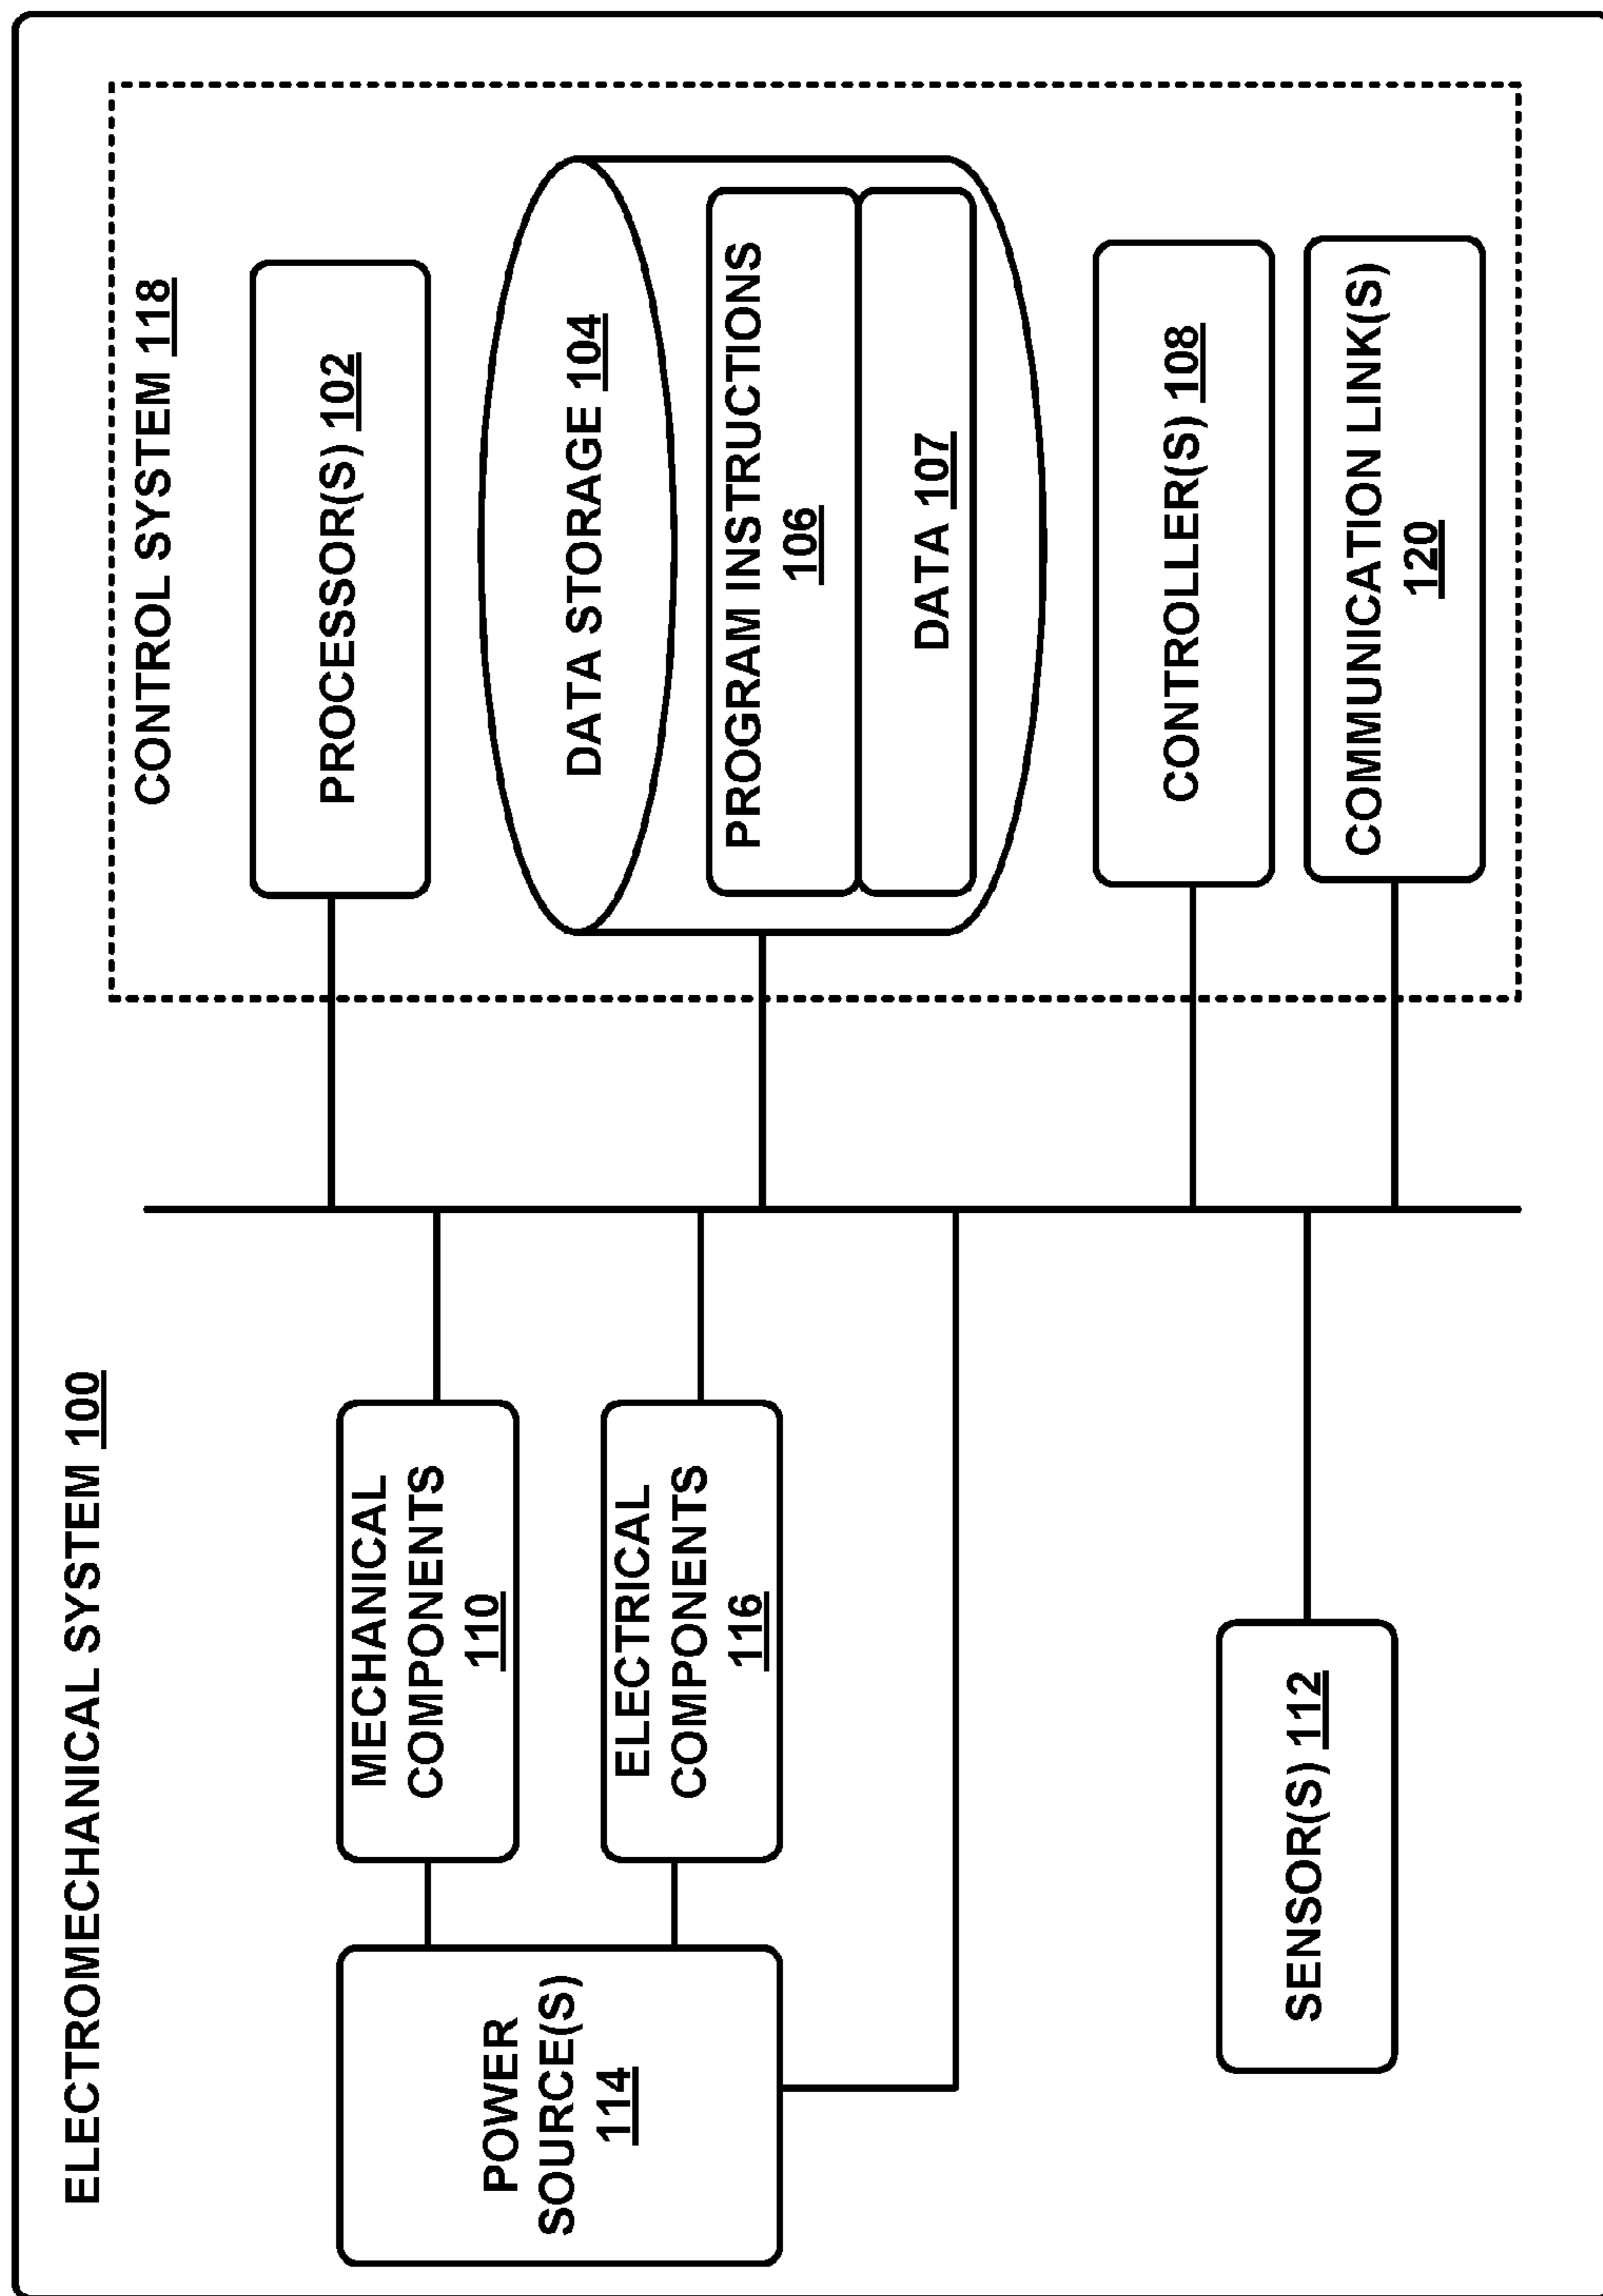 ELECTROMECHANICAL SYSTEM 100
CONTROL SYSTEM 118
POWER
SOURCE(S)
114
MECHANICAL
COMPONENTS
110
ELECTRICAL
COMPONENTS
116
SENSOR(S) 112
PROCESSOR(S) 102
DATA STORAGE 104
PROGRAM INSTRUCTIONS
106
DATA 107
CONTROLLER(S) 108
COMMUNICATION LINK(S)
120